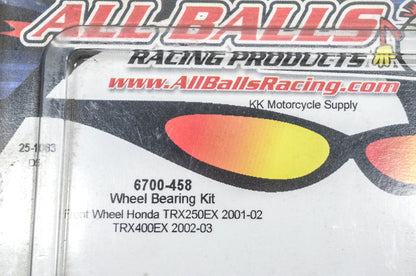 ALL BALLS
RACING PRODUCTS
www.AllBallsRacing.com
KK Motorcycle Supply
25-1083
6700-458
Wheel Bearing Kit
Front Wheel Honda TRX250EX 2001-02
TRX400EX 2002-03